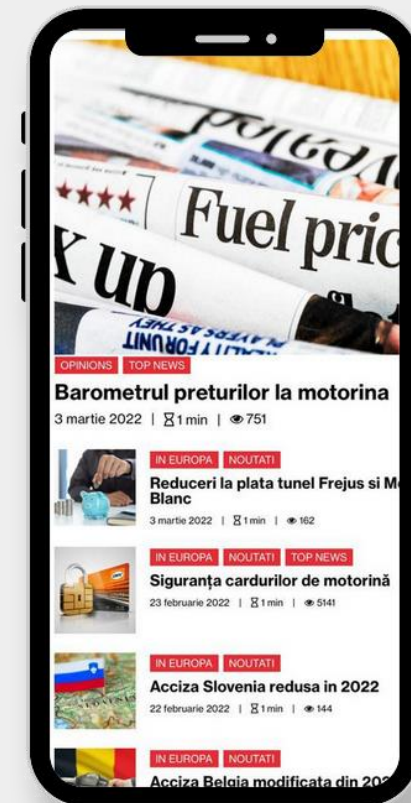 Fuel pric
x up
OPINIONS TOP NEWS
Barometrul preturilor la motorina
3 martie 2022 | 1 min | 751
IN EUROPA NOUTATI
Reduceri la plata tunel Frejus si M
Blanc
3 martie 2022 | 1 min | 162
IN EUROPA NOUTATI TOP NEWS
Siguranța cardurilor de motorină
23 februarie 2022 | 1 min | 5141
IN EUROPA NOUTATI
Acciza Slovenia redusa in 2022
22 februarie 2022 | 1 min | 144
IN EUROPA NOUTATI
Acciza Belgia modificata din 202